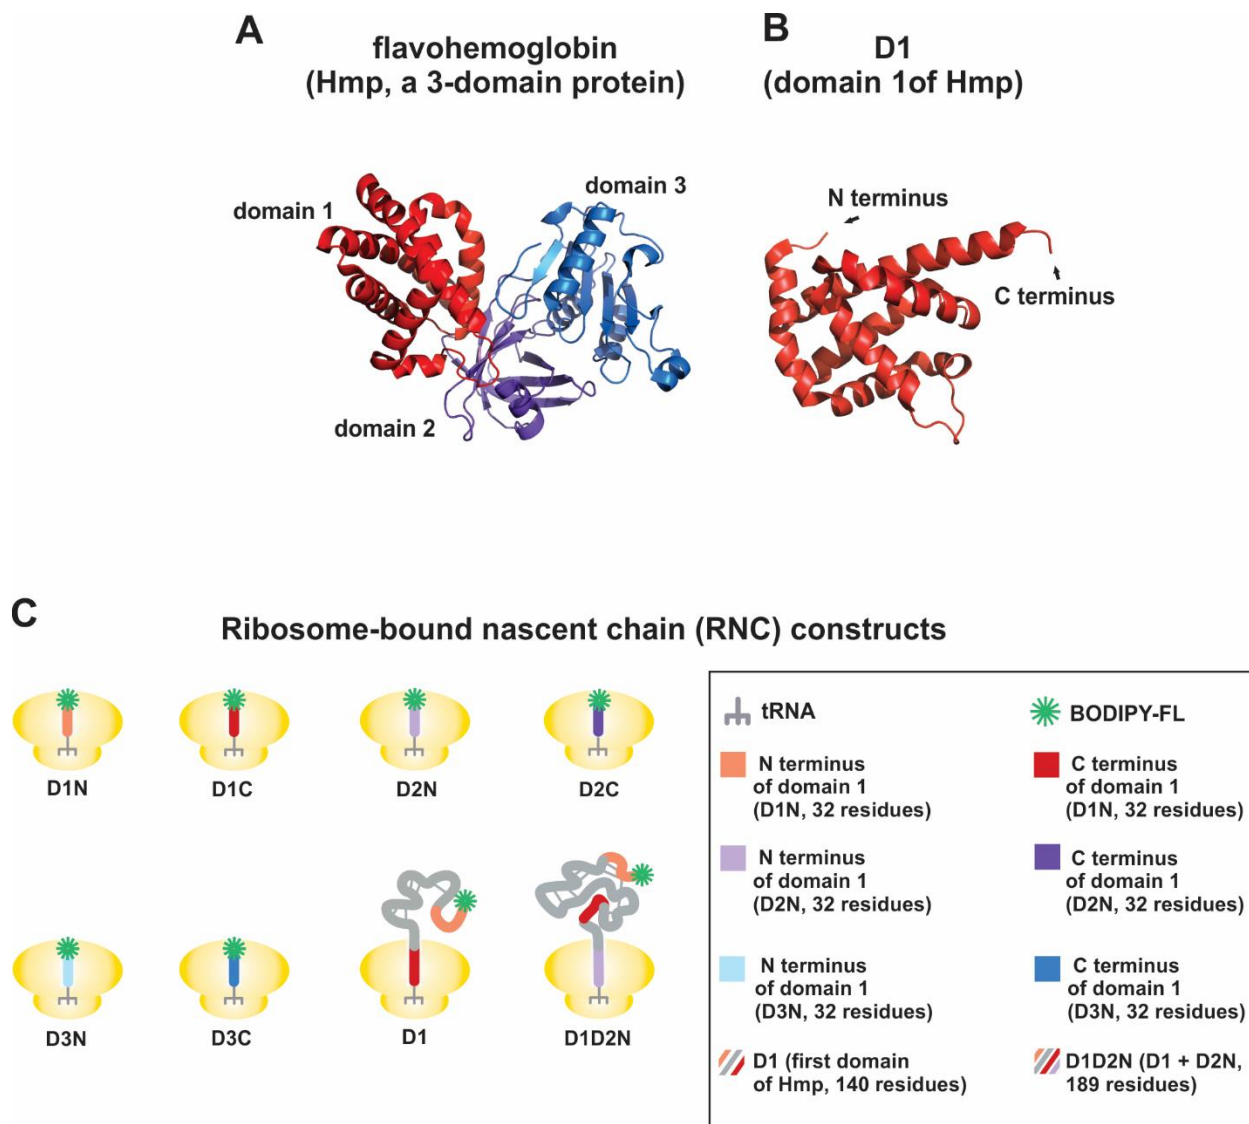 A
flavohemoglobin
(Hmp, a 3-domain protein)
domain 1
domain 3
domain 2
B
D1
(domain 1of Hmp)
N terminus
C terminus
C
Ribosome-bound nascent chain (RNC) constructs
D1N
D1C
D2N
D2C
D3N
D3C
D1
D1D2N
tRNA
BODIPY-FL
N terminus
of domain 1
(D1N, 32 residues)
C terminus
of domain 1
(D1N, 32 residues)
N terminus
of domain 1
(D2N, 32 residues)
C terminus
of domain 1
(D2N, 32 residues)
N terminus
of domain 1
(D3N, 32 residues)
C terminus
of domain 1
(D3N, 32 residues)
D1 (first domain
of Hmp, 140 residues)
D1D2N (D1 + D2N,
189 residues)